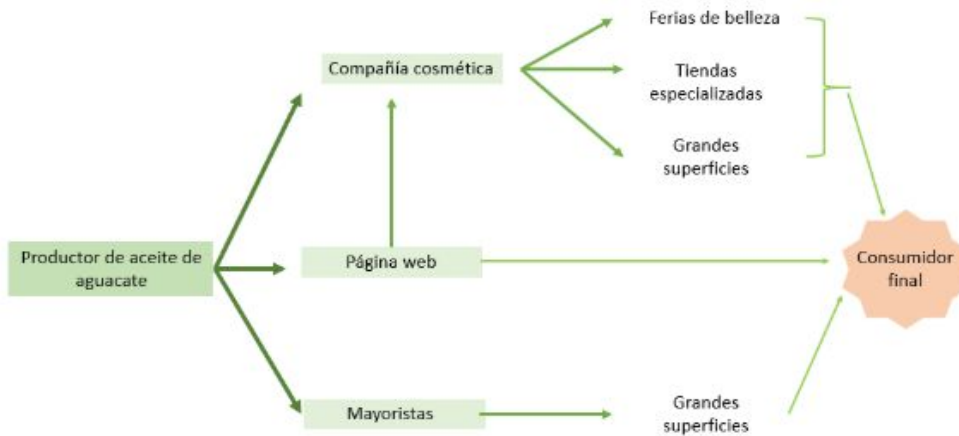 Ferias de belleza
Compañía cosmética
Tiendas
especializadas
Grandes
superficies
Productor de aceite de
aguacate
Página web
Consumidor
final
Mayoristas
Grandes
superficies